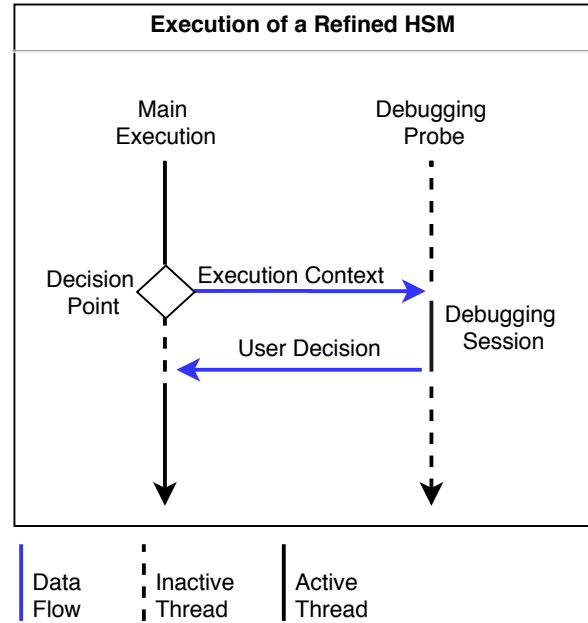 Execution of a Refined HSM
Main
Execution
Debugging
Probe
Decision
Point
Execution Context
Debugging
Session
User Decision
Data
Flow
Inactive
Thread
Active
Thread